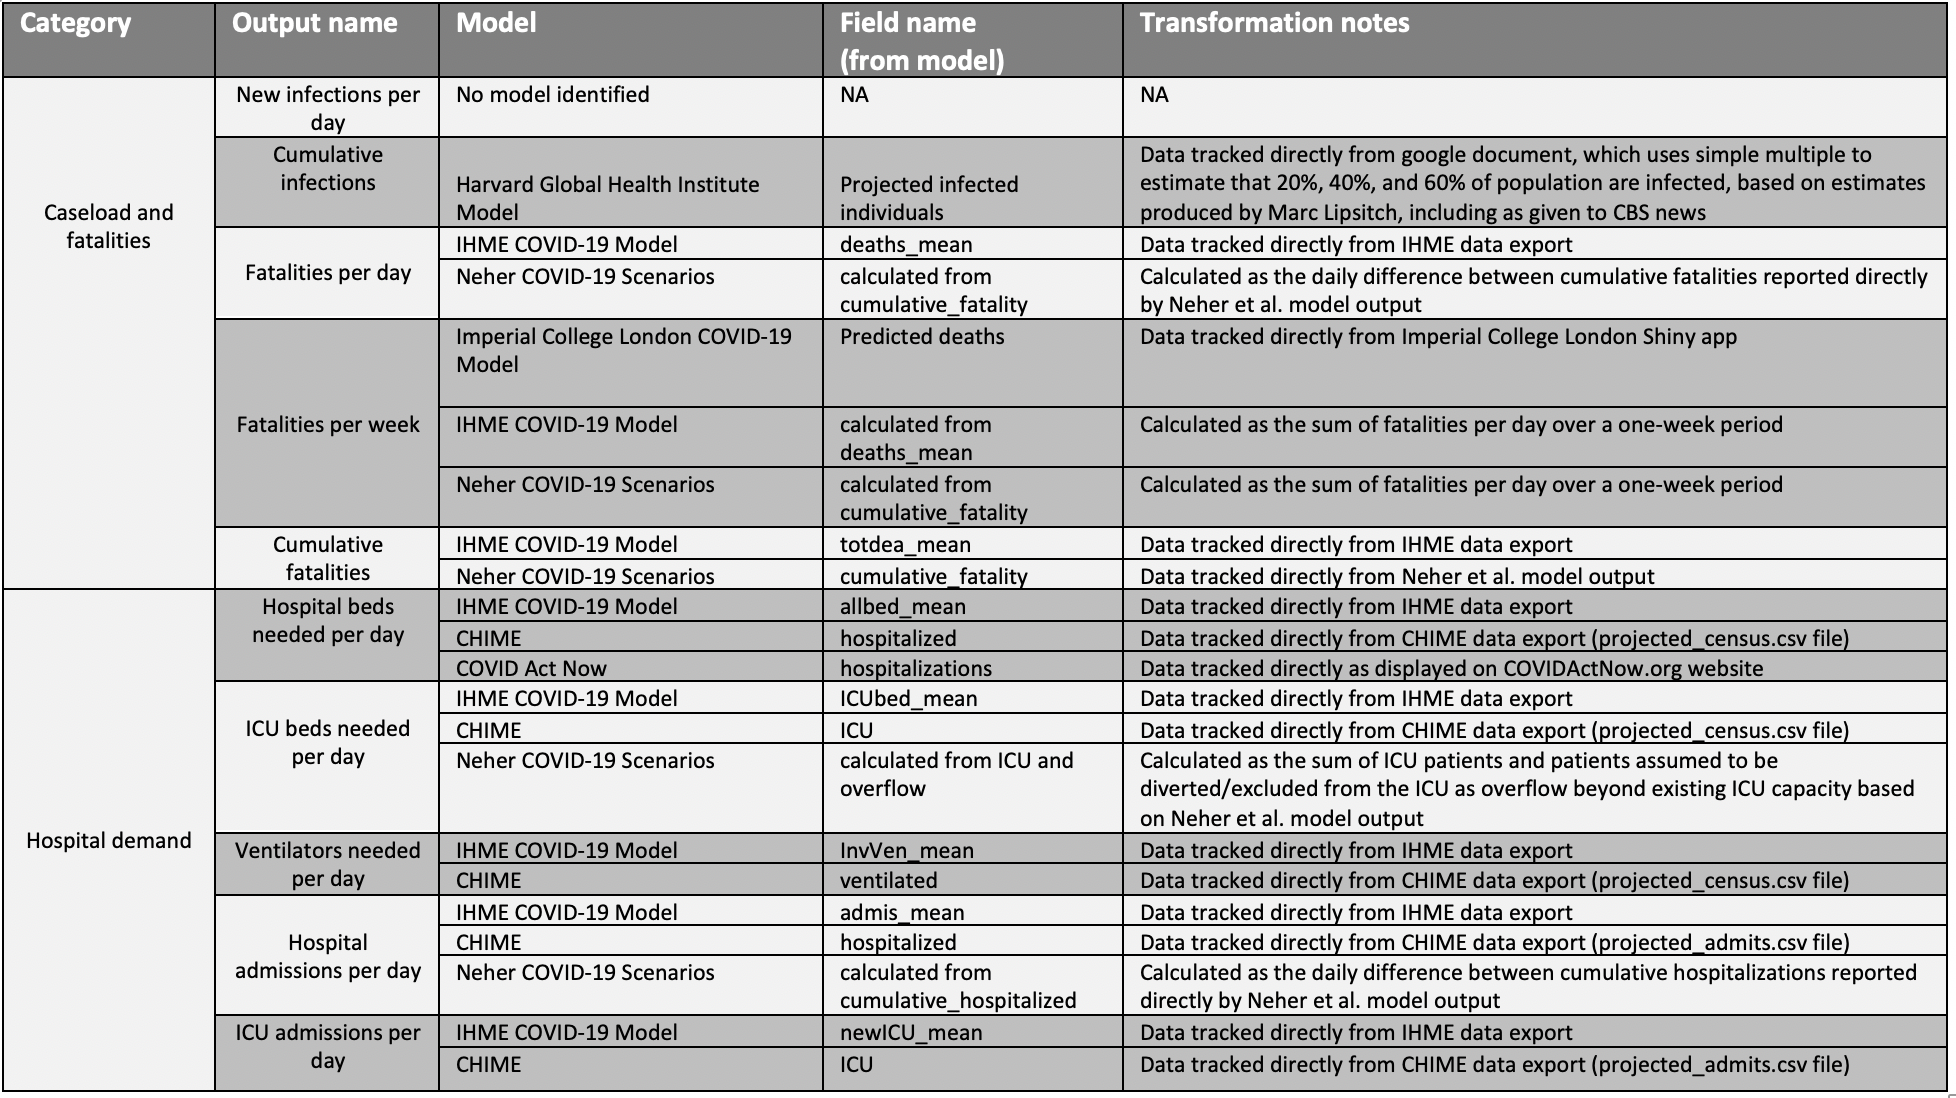 Category
Output name
Model
Field name
(from model)
Transformation notes
Caseload and
fatalities
New infections per
day
No model identified
NA
NA
Cumulative
infections
Harvard Global Health Institute
Model
Projected infected
individuals
Data tracked directly from google document, which uses simple multiple to
estimate that 20%, 40%, and 60% of population are infected, based on estimates
produced by Marc Lipsitch, including as given to CBS news
Fatalities per day
IHME COVID-19 Model
deaths_mean
Data tracked directly from IHME data export
Neher COVID-19 Scenarios
calculated from
cumulative_fatality
Calculated as the daily difference between cumulative fatalities reported directly
by Neher et al. model output
Fatalities per week
Imperial College London COVID-19
Model
Predicted deaths
Data tracked directly from Imperial College London Shiny app
IHME COVID-19 Model
calculated from
deaths_mean
Calculated as the sum of fatalities per day over a one-week period
Neher COVID-19 Scenarios
calculated from
cumulative_fatality
Calculated as the sum of fatalities per day over a one-week period
Cumulative
fatalities
IHME COVID-19 Model
totdea_mean
Data tracked directly from IHME data export
Neher COVID-19 Scenarios
cumulative_fatality
Data tracked directly from Neher et al. model output
Hospital demand
Hospital beds
needed per day
IHME COVID-19 Model
allbed_mean
Data tracked directly from IHME data export
CHIME
hospitalized
Data tracked directly from CHIME data export (projected_census.csv file)
COVID Act Now
hospitalizations
Data tracked directly as displayed on COVIDActNow.org website
ICU beds needed
per day
IHME COVID-19 Model
ICUbed_mean
Data tracked directly from IHME data export
CHIME
ICU
Data tracked directly from CHIME data export (projected_census.csv file)
Neher COVID-19 Scenarios
calculated from ICU and
overflow
Calculated as the sum of ICU patients and patients assumed to be
diverted/excluded from the ICU as overflow beyond existing ICU capacity based
on Neher et al. model output
Ventilators needed
per day
IHME COVID-19 Model
InvVen_mean
Data tracked directly from IHME data export
CHIME
ventilated
Data tracked directly from CHIME data export (projected_census.csv file)
Hospital
admissions per day
IHME COVID-19 Model
admis_mean
Data tracked directly from IHME data export
CHIME
hospitalized
Data tracked directly from CHIME data export (projected_admits.csv file)
Neher COVID-19 Scenarios
calculated from
cumulative_hospitalized
Calculated as the daily difference between cumulative hospitalizations reported
directly by Neher et al. model output
ICU admissions per
day
IHME COVID-19 Model
newICU_mean
Data tracked directly from IHME data export
CHIME
ICU
Data tracked directly from CHIME data export (projected_admits.csv file)